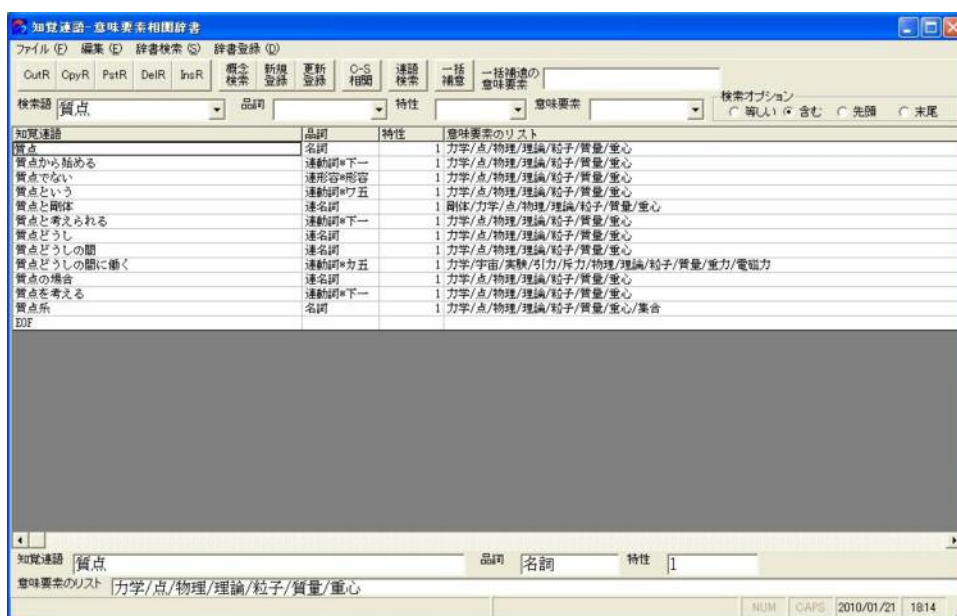 知覚連語-意味要素相関辞書
ファイル(F) 編集(E) 辞書検索(S) 辞書登録(D)
CutR CpyR PstR DelR InsR 概念検索 新規登録 更新登録 C-S相関 連語検索 一括補意 一括補遺の意味要素
検索語 質点 品詞 特性 意味要素 検索オプション 等しい 含む 先頭 末尾
知覚連語 品詞 特性 意味要素のリスト
質点 名詞 1 力学/点/物理/理論/粒子/質量/重心
質点から始める 連動詞*下一 1 力学/点/物理/理論/粒子/質量/重心
質点でない 連形容*形容 1 力学/点/物理/理論/粒子/質量/重心
質点という 連動詞*ワ五 1 力学/点/物理/理論/粒子/質量/重心
質点と剛体 連名詞 1 剛体/力学/点/物理/理論/粒子/質量/重心
質点と考えられる 連動詞*下一 1 力学/点/物理/理論/粒子/質量/重心
質点どうし 連名詞 1 力学/点/物理/理論/粒子/質量/重心
質点どうしの間 連名詞 1 力学/点/物理/理論/粒子/質量/重心
質点どうしの間に働く 連動詞*カ五 1 力学/宇宙/実験/引力/斥力/物理/理論/粒子/質量/重力/電磁力
質点の場合 連名詞 1 力学/点/物理/理論/粒子/質量/重心
質点を考える 連動詞*下一 1 力学/点/物理/理論/粒子/質量/重心
質点系 名詞 1 力学/点/物理/理論/粒子/質量/重心/集合
EOF
知覚連語 質点 品詞 名詞 特性 1
意味要素のリスト 力学/点/物理/理論/粒子/質量/重心
NUM CAPS 2010/01/21 18:14